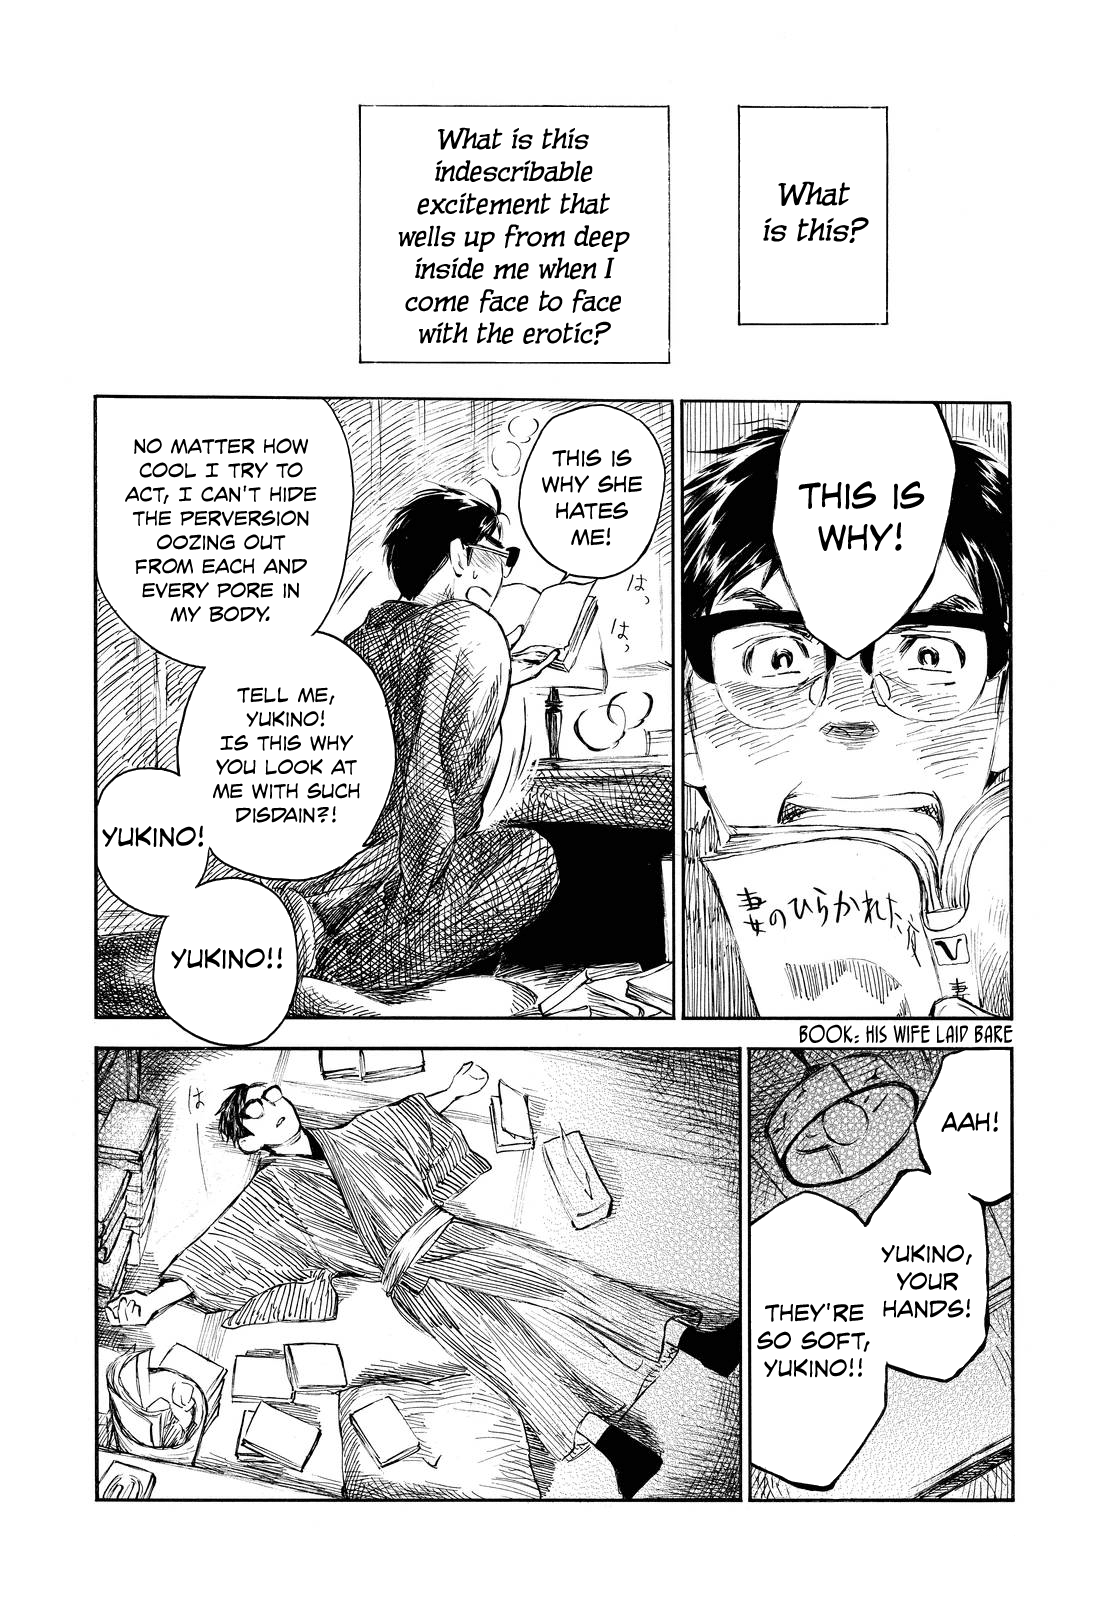 What
is this?
What is this
indescribable
excitement that
wells up from deep
inside me when I
come face to face
with the erotic?
THIS IS
WHY!
妻のひらかれた
V
妻
BOOK: HIS WIFE LAID BARE
THIS IS
WHY SHE
HATES
ME!
はっ
はっ
NO MATTER HOW
COOL I TRY TO
ACT, I CAN'T HIDE
THE PERVERSION
OOZING OUT
FROM EACH AND
EVERY PORE IN
MY BODY.
TELL ME,
YUKINO!
IS THIS WHY
YOU LOOK AT
ME WITH SUCH
DISDAIN?!
YUKINO!
YUKINO!!
AAH!
YUKINO,
YOUR
HANDS!
THEY'RE
SO SOFT,
YUKINO!!
は